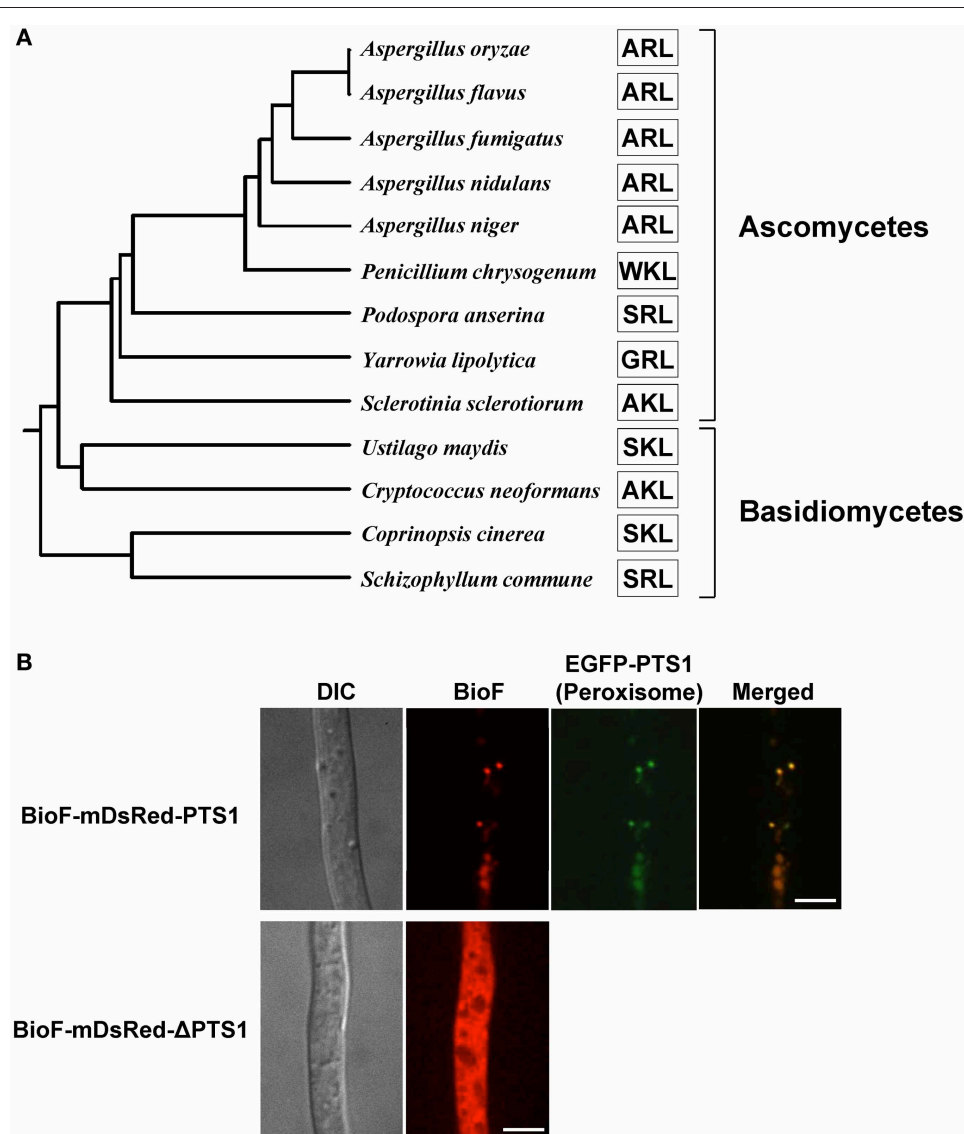 A
Aspergillus oryzae ARL
Aspergillus flavus ARL
Aspergillus fumigatus ARL
Aspergillus nidulans ARL
Aspergillus niger ARL
Penicillium chrysogenum WKL
Podospora anserina SRL
Yarrowia lipolytica GRL
Sclerotinia sclerotiorum AKL
Ascomycetes
Ustilago maydis SKL
Cryptococcus neoformans AKL
Coprinopsis cinerea SKL
Schizophyllum commune SRL
Basidiomycetes
B
DIC
BioF
EGFP-PTS1
(Peroxisome)
Merged
BioF-mDsRed-PTS1
BioF-mDsRed-ΔPTS1